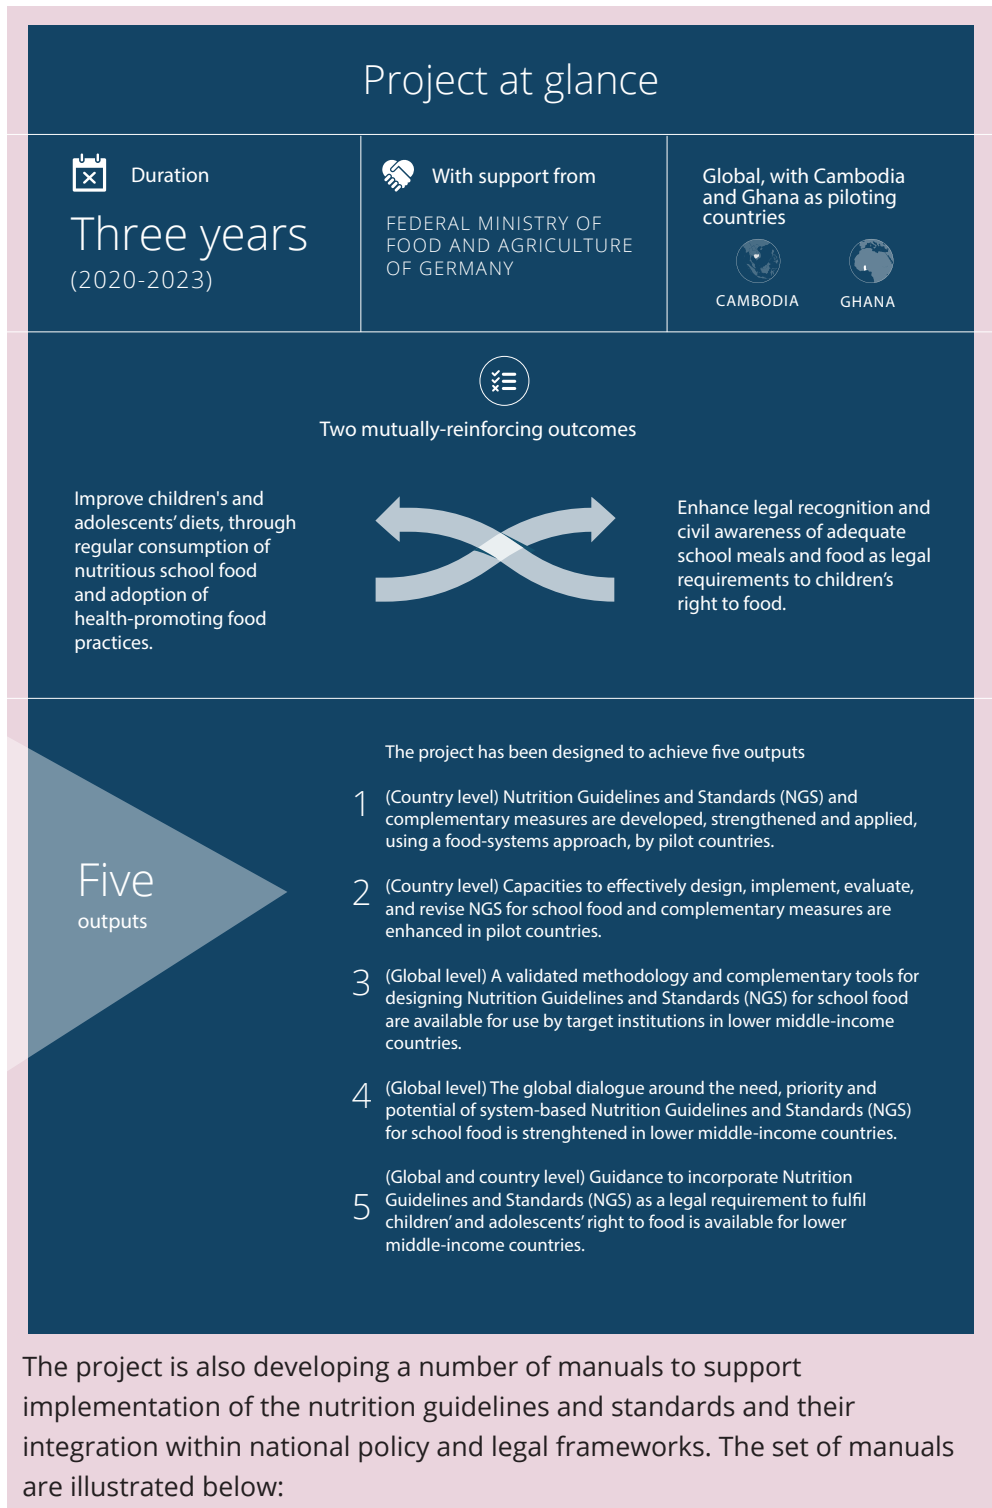 Project at glance
Duration
Three years
(2020-2023)
With support from
FEDERAL MINISTRY OF
FOOD AND AGRICULTURE
OF GERMANY
Global, with Cambodia
and Ghana as piloting
countries
CAMBODIA
GHANA
Two mutually-reinforcing outcomes
Improve children's and
adolescents’ diets, through
regular consumption of
nutritious school food
and adoption of
health-promoting food
practices.
Enhance legal recognition and
civil awareness of adequate
school meals and food as legal
requirements to children’s
right to food.
Five
outputs
The project has been designed to achieve five outputs
1 (Country level) Nutrition Guidelines and Standards (NGS) and
complementary measures are developed, strengthened and applied,
using a food-systems approach, by pilot countries.
2 (Country level) Capacities to effectively design, implement, evaluate,
and revise NGS for school food and complementary measures are
enhanced in pilot countries.
3 (Global level) A validated methodology and complementary tools for
designing Nutrition Guidelines and Standards (NGS) for school food
are available for use by target institutions in lower middle-income
countries.
4 (Global level) The global dialogue around the need, priority and
potential of system-based Nutrition Guidelines and Standards (NGS)
for school food is strenghtened in lower middle-income countries.
(Global and country level) Guidance to incorporate Nutrition
5 Guidelines and Standards (NGS) as a legal requirement to fulfil
children’ and adolescents’ right to food is available for lower
middle-income countries.
The project is also developing a number of manuals to support
implementation of the nutrition guidelines and standards and their
integration within national policy and legal frameworks. The set of manuals
are illustrated below: